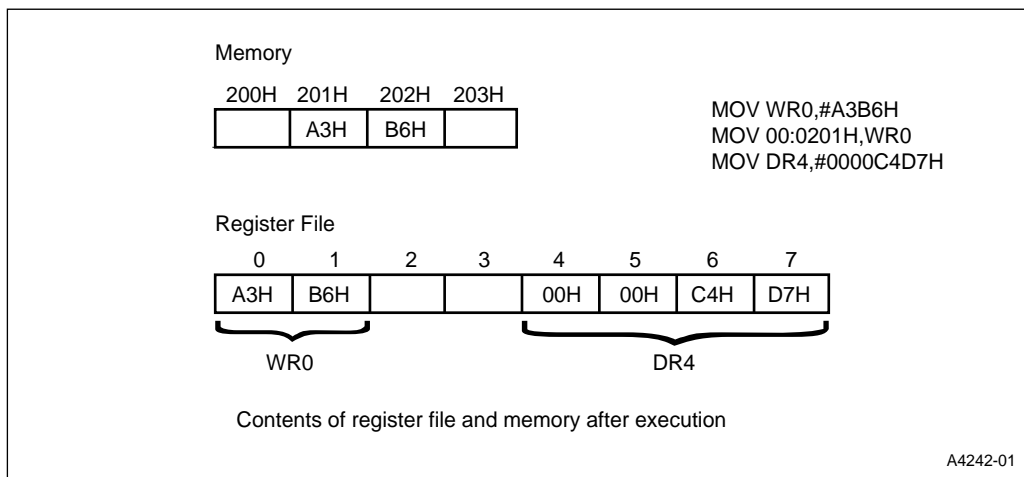 Memory
200H 201H 202H 203H
A3H B6H
MOV WR0,#A3B6H
MOV 00:0201H,WR0
MOV DR4,#0000C4D7H
Register File
0 1 2 3 4 5 6 7
A3H B6H 00H 00H C4H D7H
WR0 DR4
Contents of register file and memory after execution
A4242-01